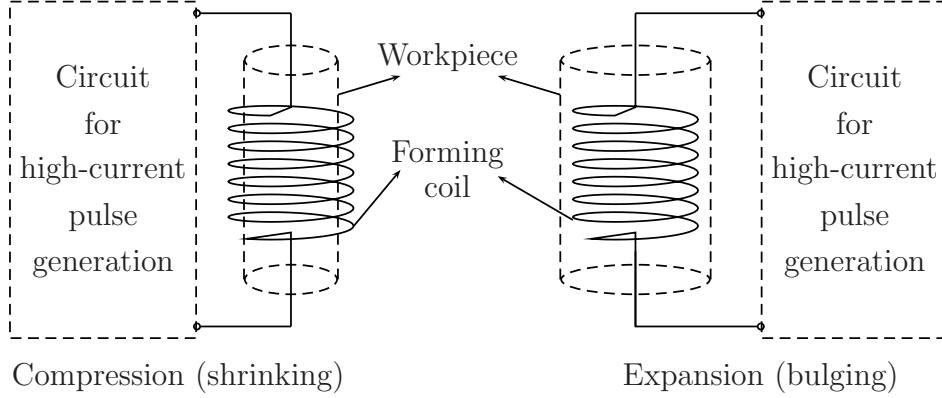 Circuit
for
high-current
pulse
generation
Workpiece
Forming
coil
Circuit
for
high-current
pulse
generation
Compression (shrinking)
Expansion (bulging)